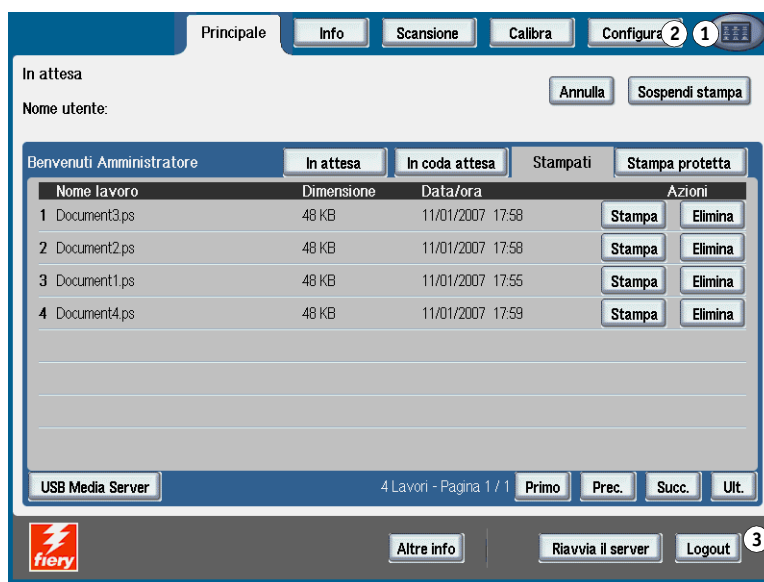 Principale Info Scansione Calibra Configura 2 1
In attesa
Annulla Sospendi stampa
Nome utente:
Benvenuti Amministratore In attesa In coda attesa Stampati Stampa protetta
Nome lavoro Dimensione Data/ora Azioni
1 Document3.ps 48 KB 11/01/2007 17:58 Stampa Elimina
2 Document2.ps 48 KB 11/01/2007 17:58 Stampa Elimina
3 Document1.ps 48 KB 11/01/2007 17:55 Stampa Elimina
4 Document4.ps 48 KB 11/01/2007 17:59 Stampa Elimina
USB Media Server 4 Lavori - Pagina 1 / 1 Primo Prec. Succ. Ult.
fiery Altre info Riavvia il server Logout 3